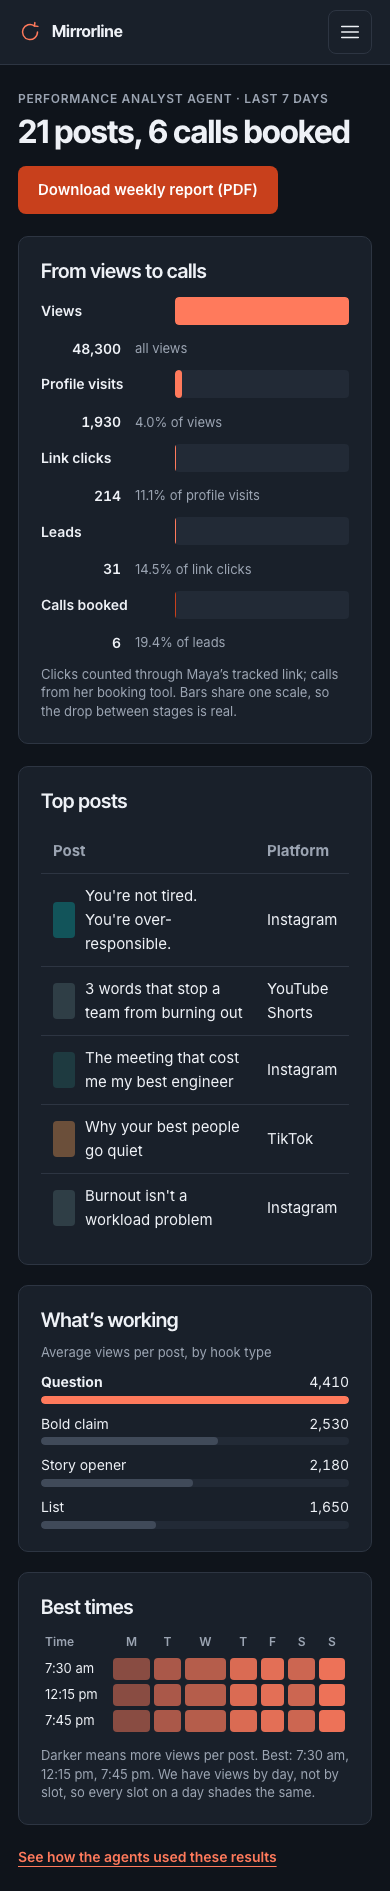 Mirrorline
PERFORMANCE ANALYST AGENT · LAST 7 DAYS
21 posts, 6 calls booked
Download weekly report (PDF)
From views to calls
Views
48,300 all views
Profile visits
1,930 4.0% of views
Link clicks
214 11.1% of profile visits
Leads
31 14.5% of link clicks
Calls booked
6 19.4% of leads
Clicks counted through Maya’s tracked link; calls
from her booking tool. Bars share one scale, so
the drop between stages is real.
Top posts
Post Platform
You're not tired.
You're over-
responsible.
Instagram
3 words that stop a
team from burning out
YouTube
Shorts
The meeting that cost
me my best engineer
Instagram
Why your best people
go quiet
TikTok
Burnout isn't a
workload problem
Instagram
What’s working
Average views per post, by hook type
Question 4,410
Bold claim 2,530
Story opener 2,180
List 1,650
Best times
Time M T W T F S S
7:30 am
12:15 pm
7:45 pm
Darker means more views per post. Best: 7:30 am,
12:15 pm, 7:45 pm. We have views by day, not by
slot, so every slot on a day shades the same.
See how the agents used these results